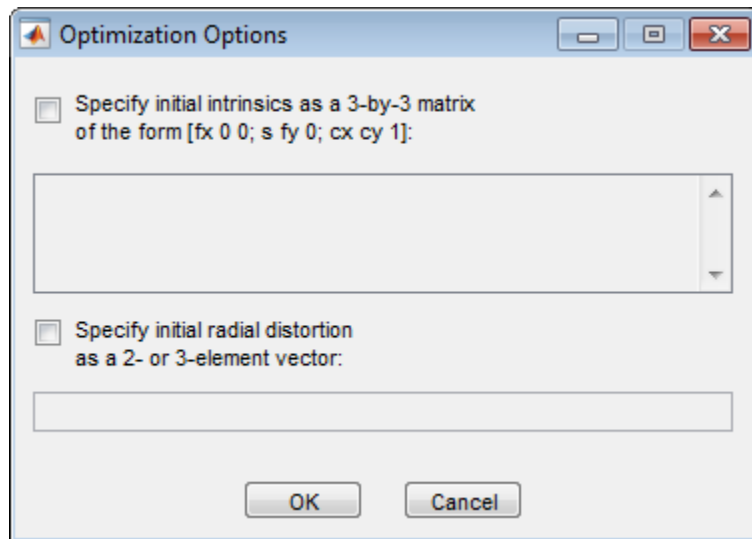 Optimization Options
Specify initial intrinsics as a 3-by-3 matrix
of the form [fx 0 0; s fy 0; cx cy 1]:
Specify initial radial distortion
as a 2- or 3-element vector:
OK Cancel